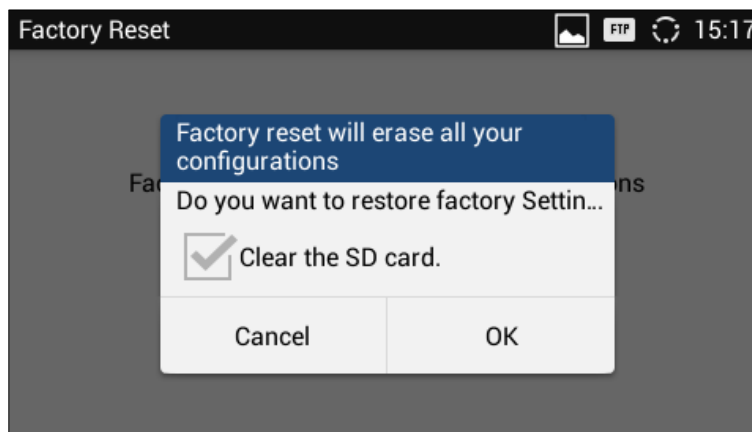 Factory Reset
FTP
15:17
Factory reset will erase all your
configurations
Do you want to restore factory Settin...
Clear the SD card.
Cancel
OK